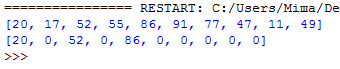 ================ RESTART: C:/Users/Mima/De
[20, 17, 52, 55, 86, 91, 77, 47, 11, 49]
[20, 0, 52, 0, 86, 0, 0, 0, 0, 0]
>>>